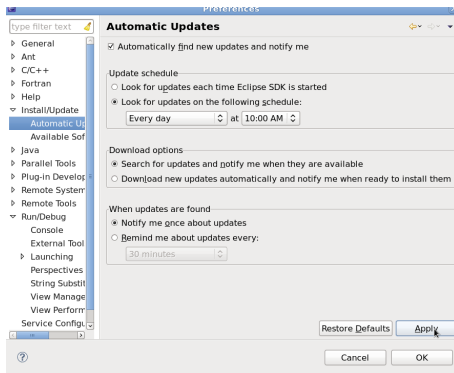 Preferences
type filter text
General
Ant
C/C++
Fortran
Help
Install/Update
Automatic Up
Available Sof
Java
Parallel Tools
Plug-in Develop
Remote System
Remote Tools
Run/Debug
Console
External Tool
Launching
Perspectives
String Substit
View Manage
View Perform
Service Configu
Automatic Updates
Automatically find new updates and notify me
Update schedule
Look for updates each time Eclipse SDK is started
Look for updates on the following schedule:
Every day at 10:00 AM
Download options
Search for updates and notify me when they are available
Download new updates automatically and notify me when ready to install them
When updates are found
Notify me once about updates
Remind me about updates every:
30 minutes
Restore Defaults Apply
? Cancel OK